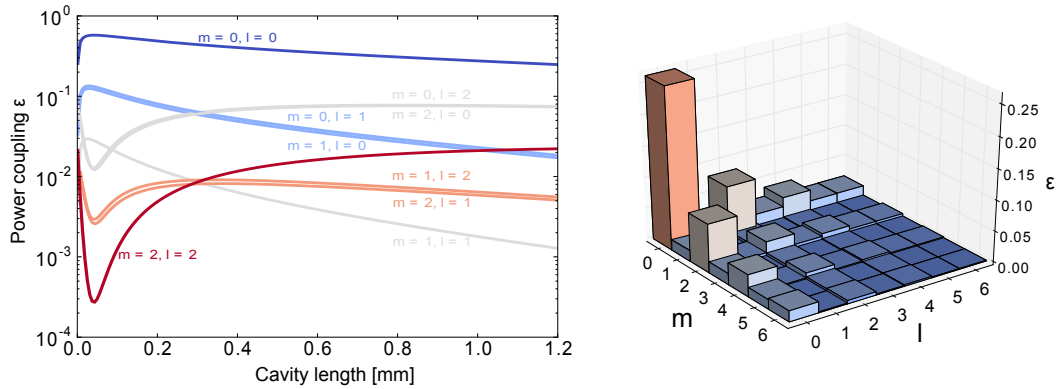 10^0
10^-1
10^-2
10^-3
10^-4
Power coupling ε
m = 0, l = 0
m = 0, l = 2
m = 2, l = 0
m = 0, l = 1
m = 1, l = 0
m = 1, l = 2
m = 2, l = 1
m = 1, l = 1
m = 2, l = 2
0.0 0.2 0.4 0.6 0.8 1.0 1.2
Cavity length [mm]
0.25
0.20
0.15
0.10
0.05
0.00
ε
0 1 2 3 4 5 6
m
0 1 2 3 4 5 6
l